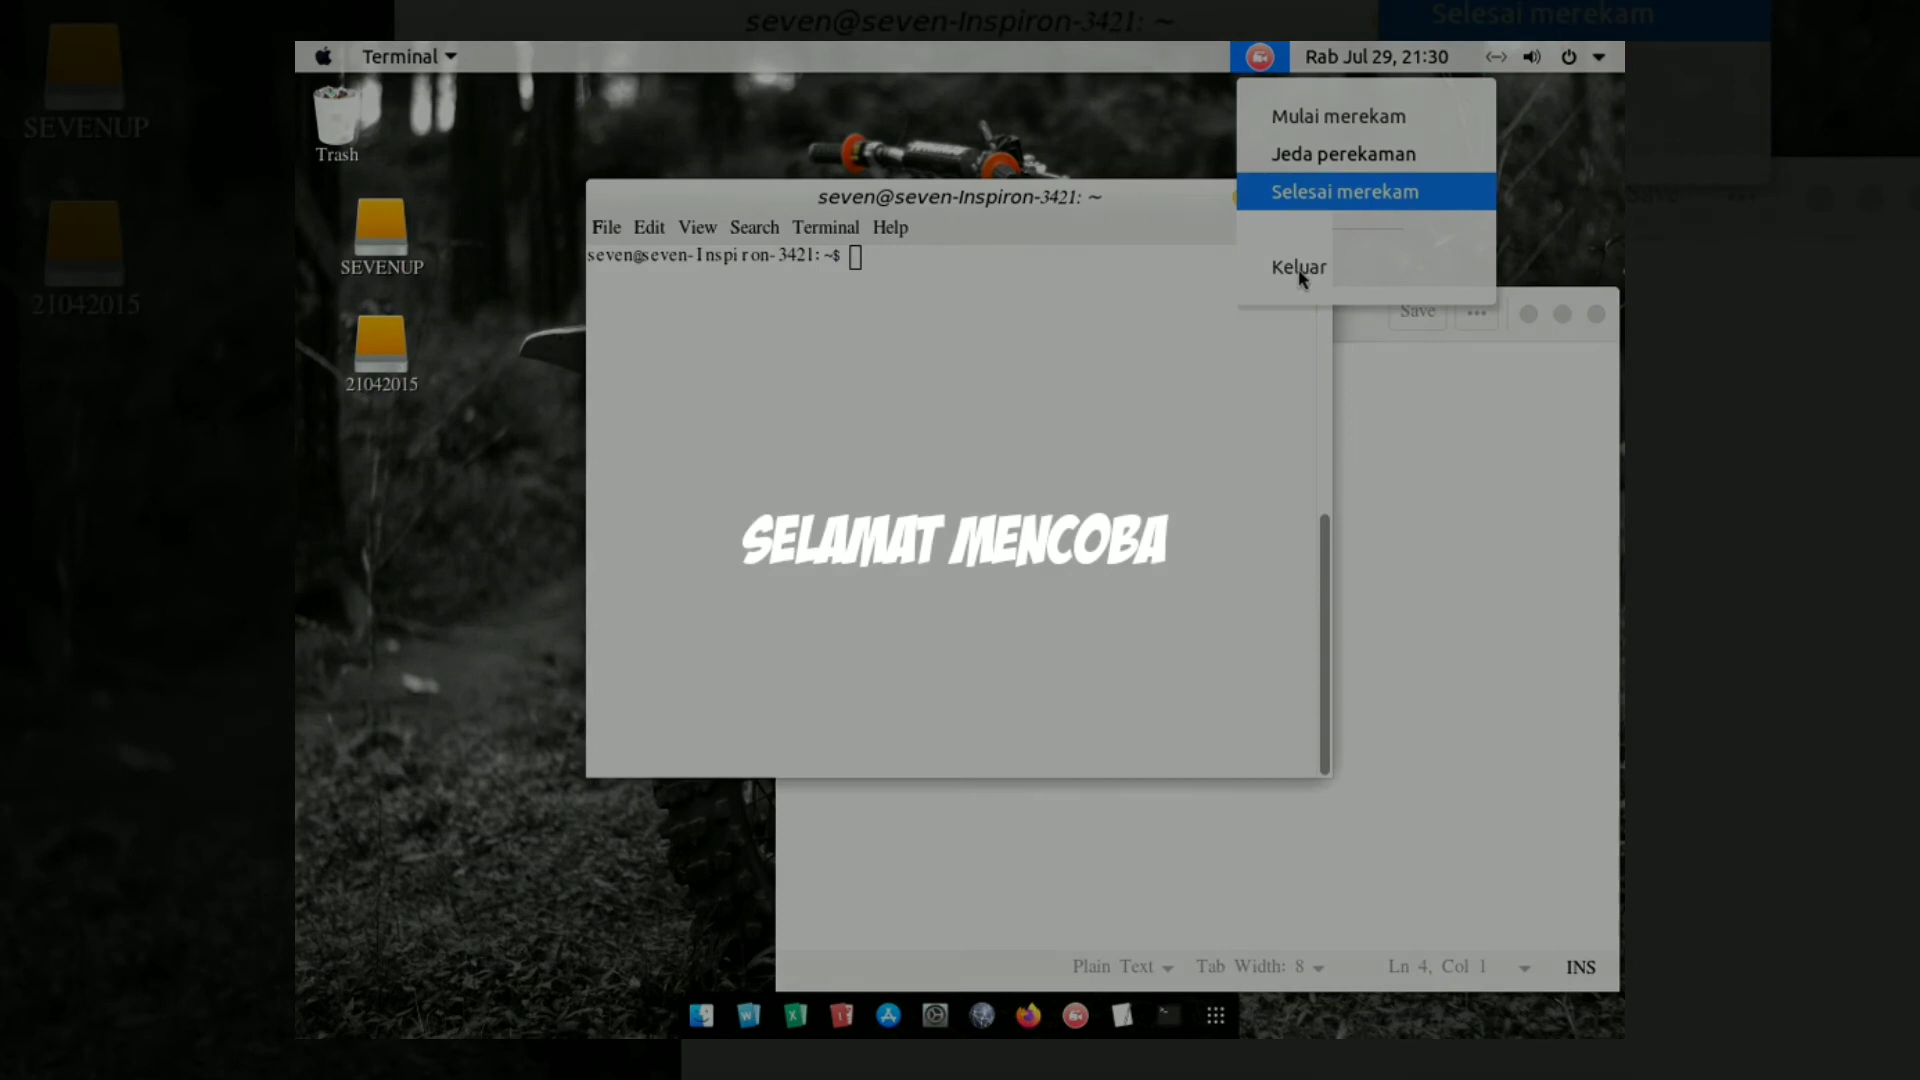 seven@seven-Inspiron-3421: ~
Selesai merekam
Terminal
Rab Jul 29, 21:30
Trash
SEVENUP
21042015
Mulai merekam
Jeda perekaman
Selesai merekam
Keluar
seven@seven-Inspiron-3421: ~
File Edit View Search Terminal Help
seven@seven-Inspiron-3421:~$
Save
SELAMAT MENCOBA
Plain Text Tab Width: 8 Ln 4, Col 1 INS
SEVENUP
21042015
Save